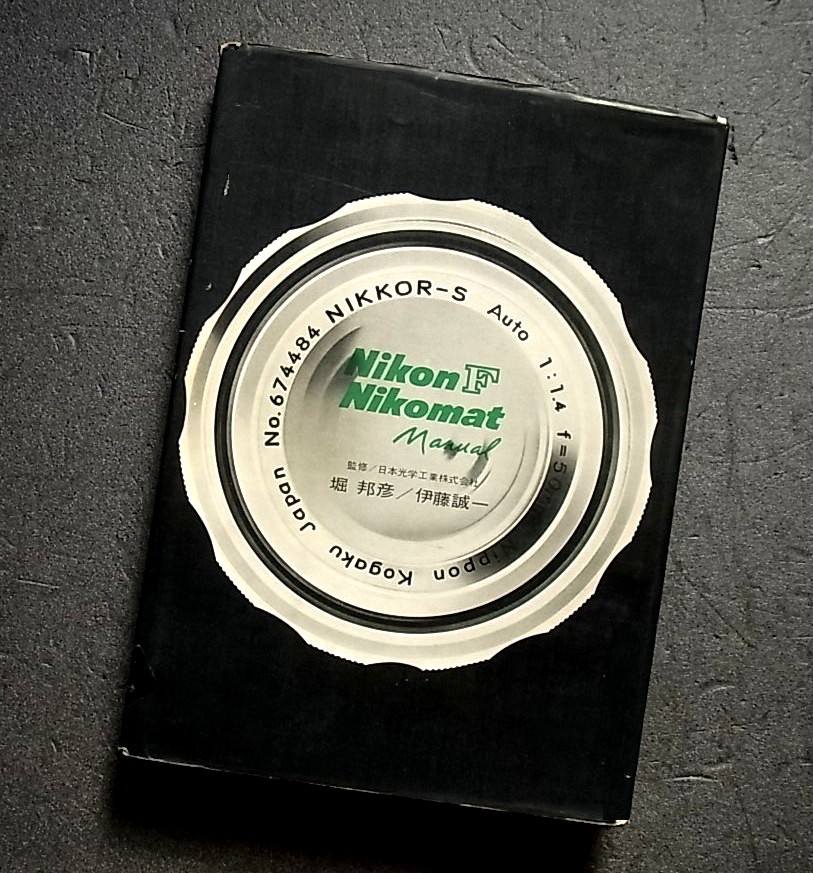 NIKKOR-S Auto 1:1.4 f=50mm Nippon Kogaku Japan No.674484
Nikon F
Nikomat
Manual
監修/日本光学工業株式会社
堀 邦彦/伊藤誠一